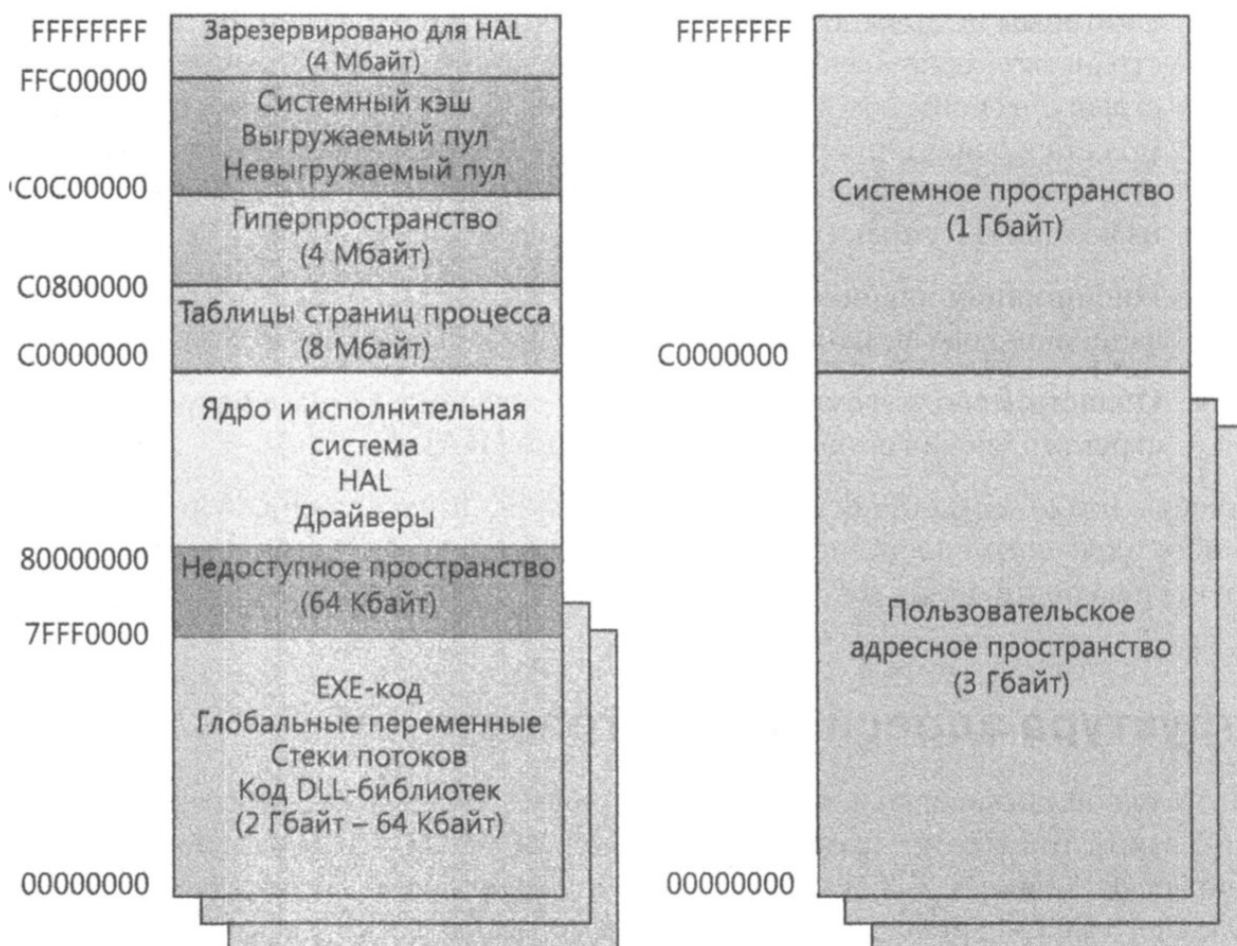 FFFFFFFF
Зарезервировано для HAL
(4 Мбайт)
FFC00000
Системный кэш
Выгружаемый пул
Невыгружаемый пул
C0C00000
Гиперпространство
(4 Мбайт)
C0800000
Таблицы страниц процесса
(8 Мбайт)
C0000000
Ядро и исполнительная
система
HAL
Драйверы
80000000
Недоступное пространство
(64 Кбайт)
7FFF0000
EXE-код
Глобальные переменные
Стеки потоков
Код DLL-библиотек
(2 Гбайт – 64 Кбайт)
00000000
FFFFFFFF
Системное пространство
(1 Гбайт)
C0000000
Пользовательское
адресное пространство
(3 Гбайт)
00000000